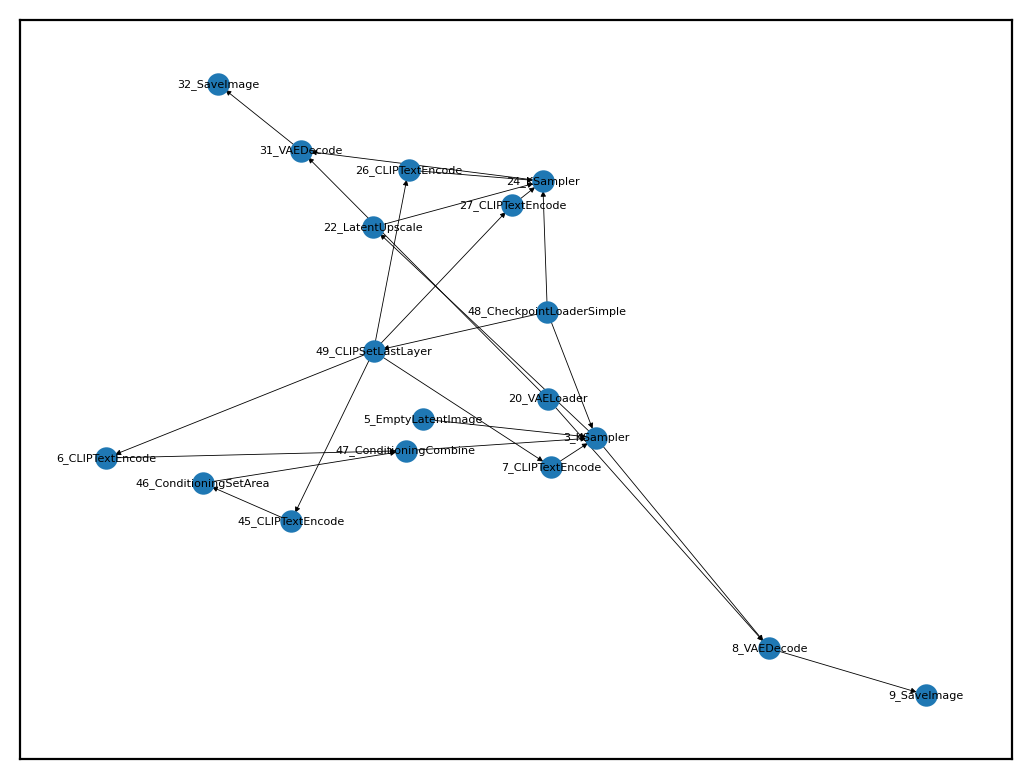 32_SaveImage
31_VAEDecode
26_CLIPTextEncode
24_KSampler
27_CLIPTextEncode
22_LatentUpscale
48_CheckpointLoaderSimple
49_CLIPSetLastLayer
20_VAELoader
5_EmptyLatentImage
3_KSampler
47_ConditioningCombine
6_CLIPTextEncode
7_CLIPTextEncode
46_ConditioningSetArea
45_CLIPTextEncode
8_VAEDecode
9_SaveImage